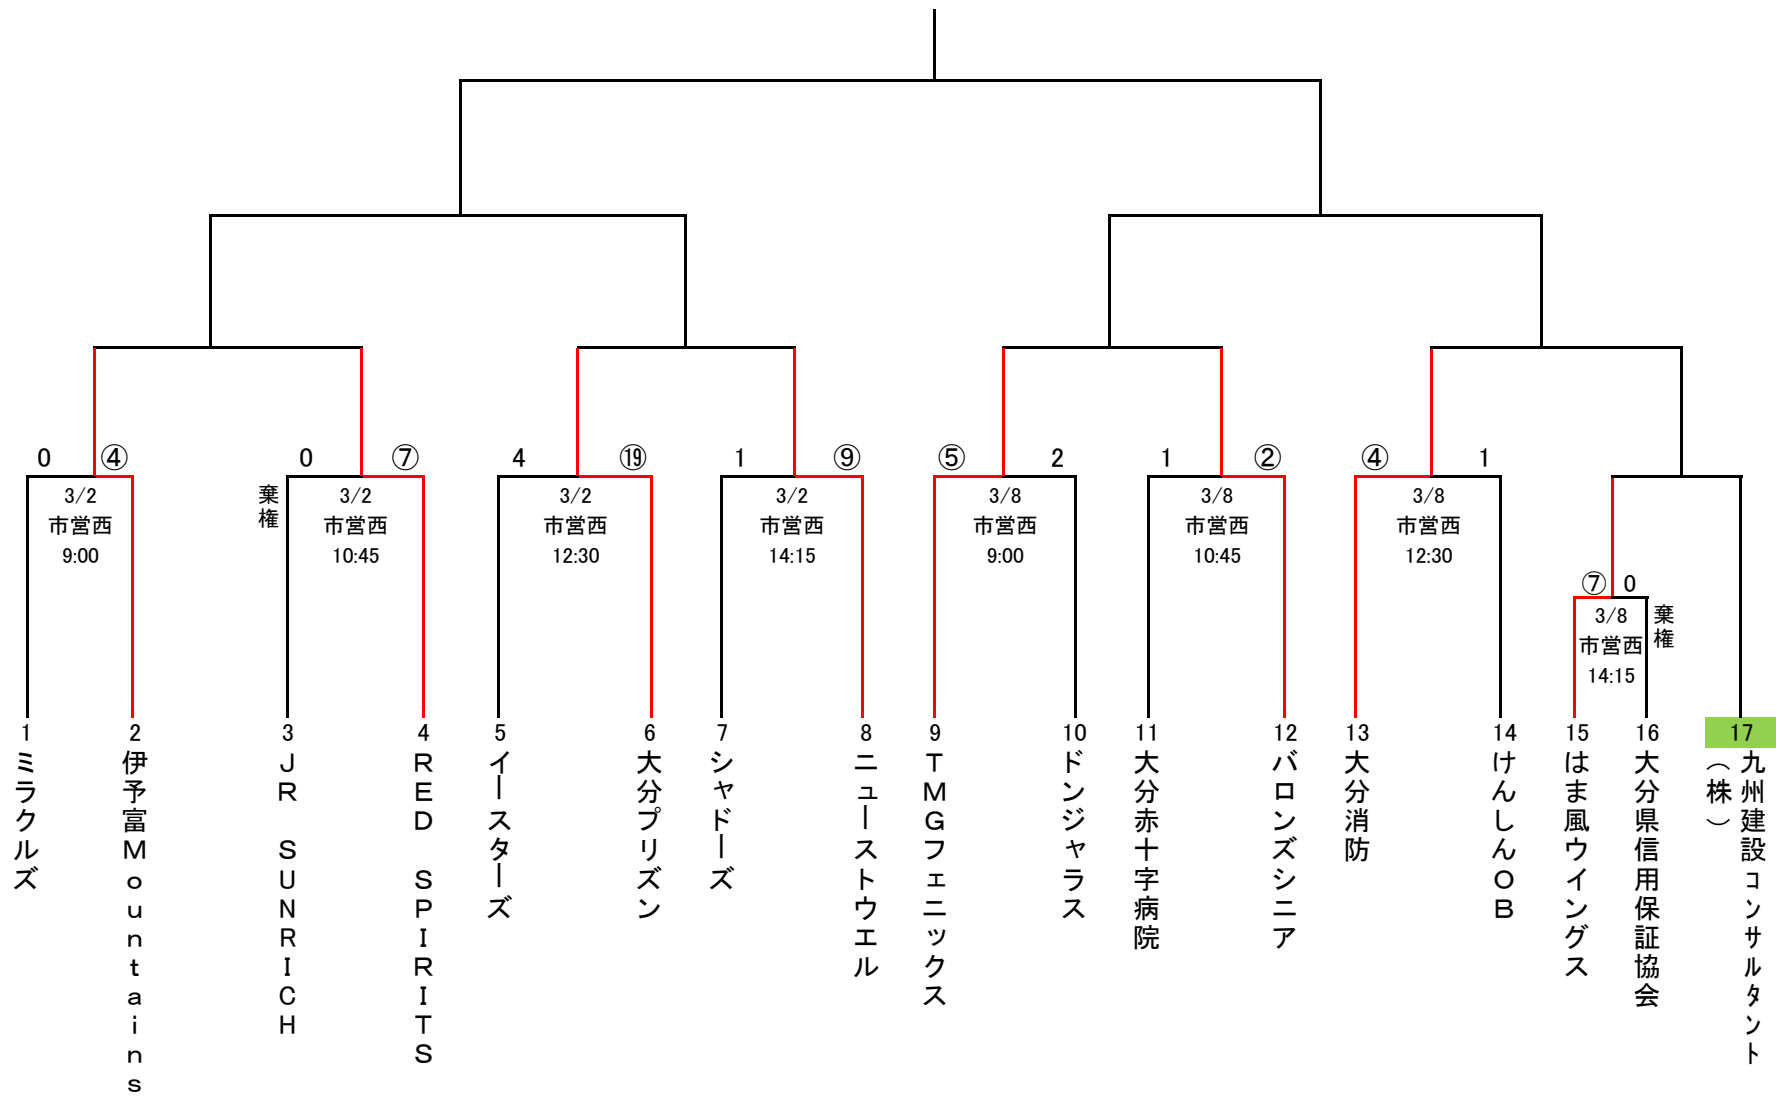 0 ④ 0 ⑦ 4 ⑲ 1 ⑨ ⑤ 2 1 ② ④ 1
棄権
3/2
市営西
9:00
3/2
市営西
10:45
3/2
市営西
12:30
3/2
市営西
14:15
3/8
市営西
9:00
3/8
市営西
10:45
3/8
市営西
12:30
⑦ 0
3/8
市営西
14:15
棄権
1
ミラクルズ
2
伊予富Mountains
3
JR SUNRICH
4
RED SPIRITS
5
イースターズ
6
大分プリズン
7
シャドーズ
8
ニューストウエル
9
TMGフェニックス
10
ドンジャラス
11
大分赤十字病院
12
バロンズシニア
13
大分消防
14
けんしんOB
15
はま風ウイングス
16
大分県信用保証協会
17
九州建設コンサルタント
（株）